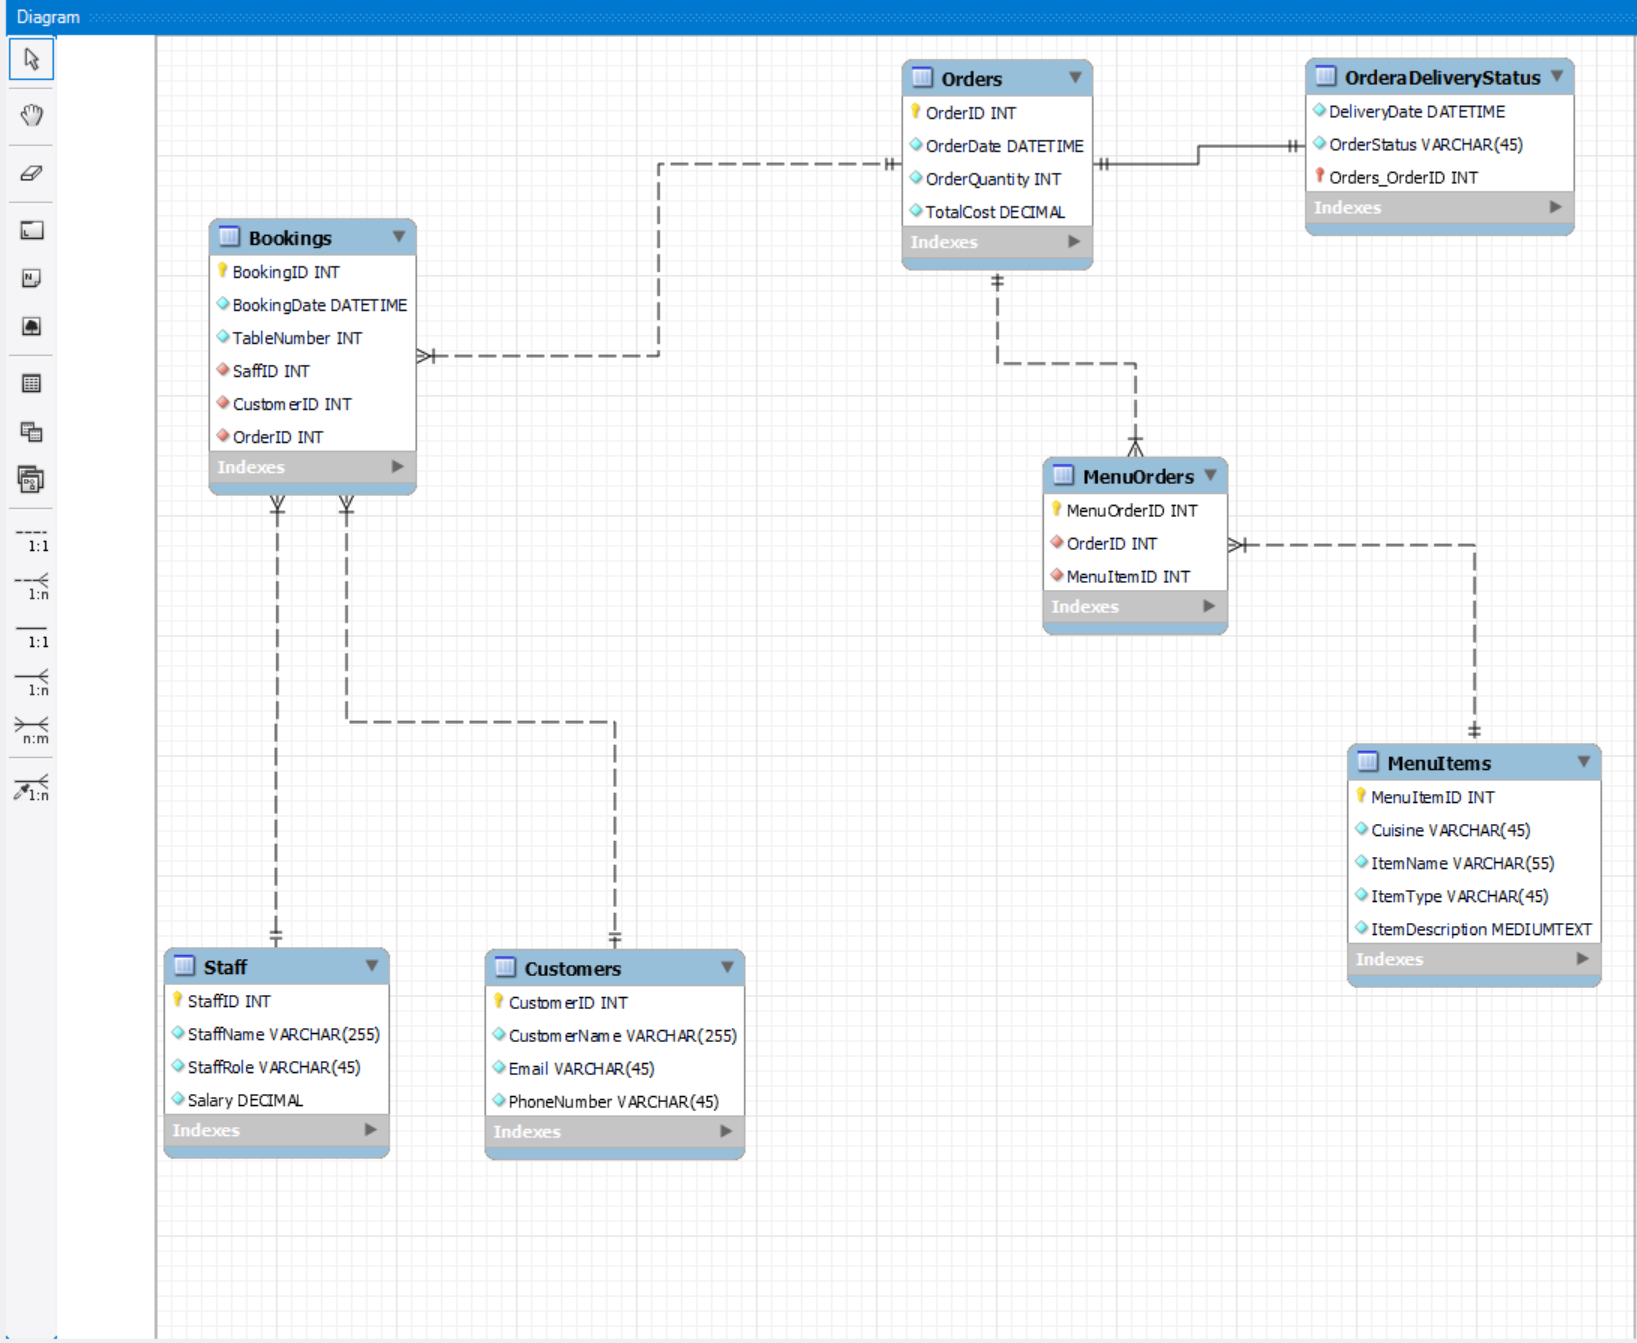 Diagram
1:1
1:n
1:1
1:n
n:m
1:n
Orders
OrderID INT
OrderDate DATETIME
OrderQuantity INT
TotalCost DECIMAL
Indexes
OrderaDeliveryStatus
DeliveryDate DATETIME
OrderStatus VARCHAR(45)
Orders_OrderID INT
Indexes
Bookings
BookingID INT
BookingDate DATETIME
TableNumber INT
SaffID INT
CustomerID INT
OrderID INT
Indexes
MenuOrders
MenuOrderID INT
OrderID INT
MenuItemID INT
Indexes
MenuItems
MenuItemID INT
Cuisine VARCHAR(45)
ItemName VARCHAR(55)
ItemType VARCHAR(45)
ItemDescription MEDIUMTEXT
Indexes
Staff
StaffID INT
StaffName VARCHAR(255)
StaffRole VARCHAR(45)
Salary DECIMAL
Indexes
Customers
CustomerID INT
CustomerName VARCHAR(255)
Email VARCHAR(45)
PhoneNumber VARCHAR(45)
Indexes